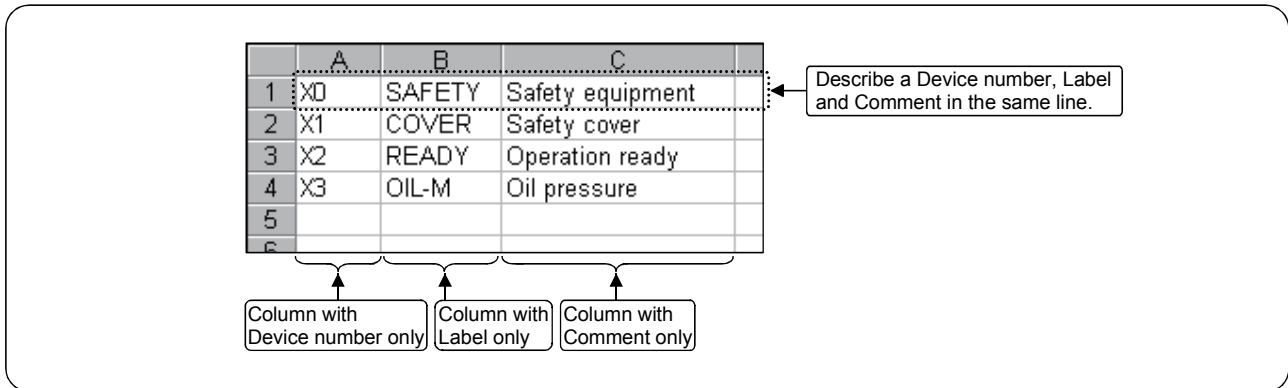 A B C
1 X0 SAFETY Safety equipment
2 X1 COVER Safety cover
3 X2 READY Operation ready
4 X3 OIL-M Oil pressure
5
6
Describe a Device number, Label
and Comment in the same line.
Column with
Device number only
Column with
Label only
Column with
Comment only